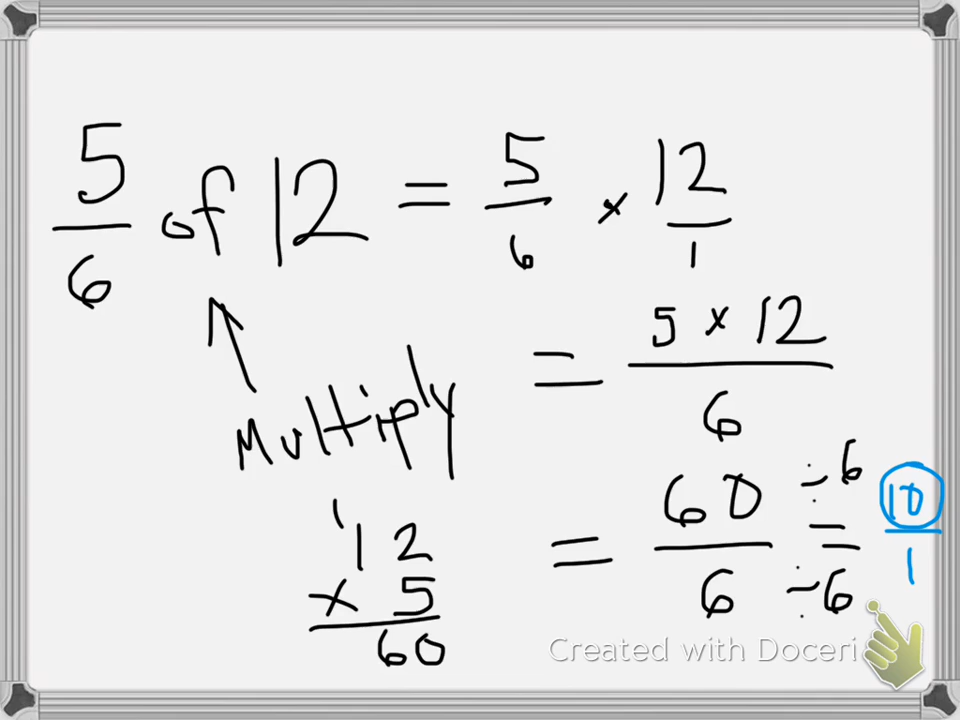 5/6 of 12 = 5/6 × 12/1
= 5 × 12 / 6
Multiply
= 60/6 ÷6/÷6 = 10/1
1
12
× 5
60
Created with Doceri